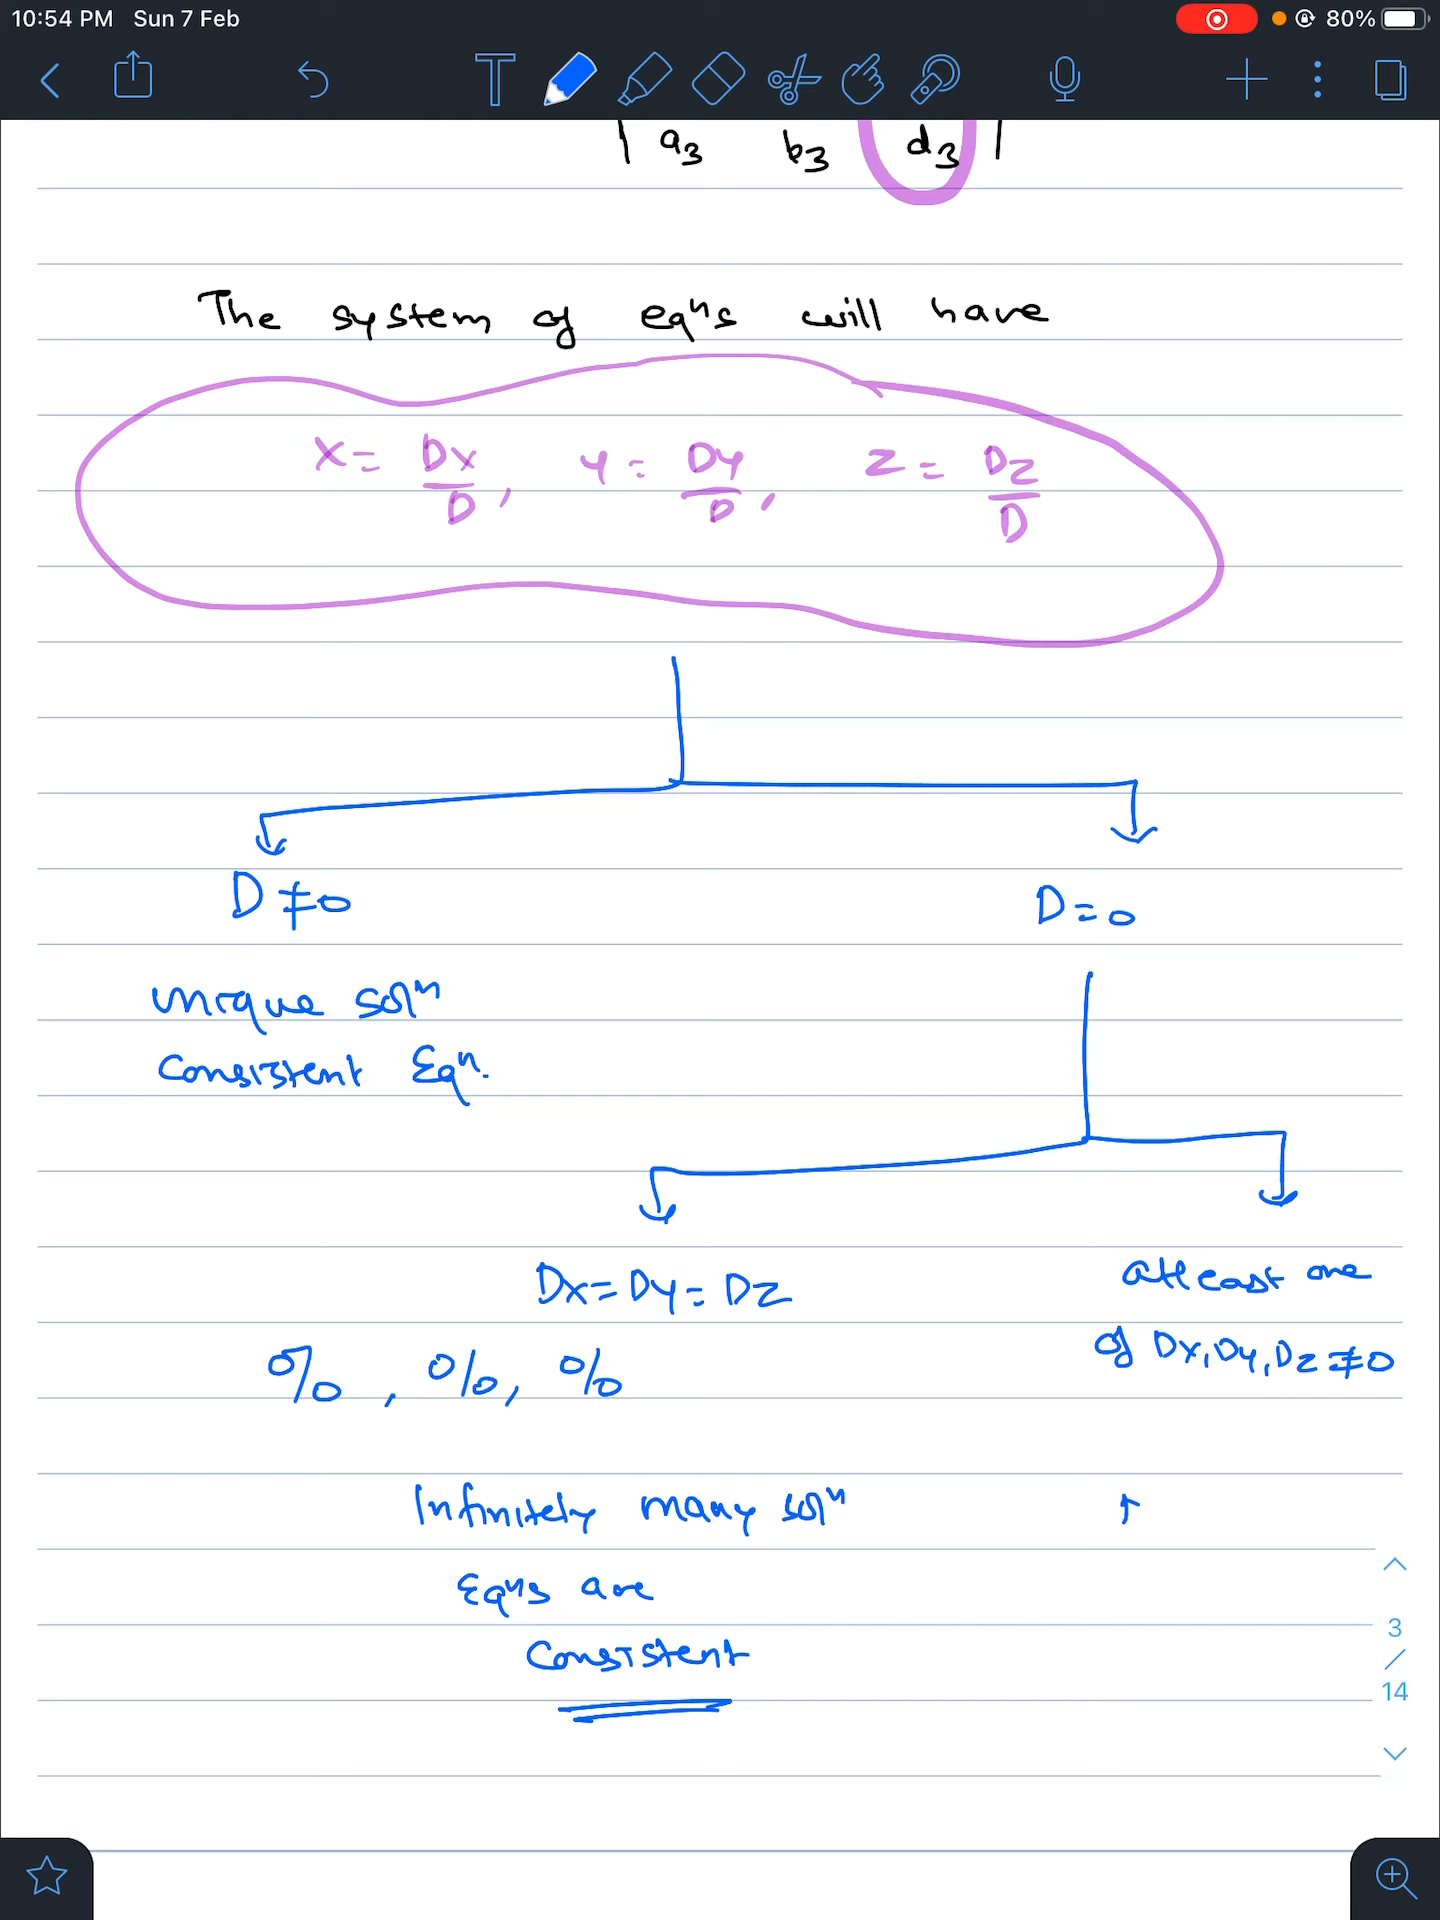 10:54 PM Sun 7 Feb 80%
T
a3 b3 d3
The system of eqns will have
x = Dx/D, y = Dy/D, z = Dz/D
D ≠ 0
D = 0
unique soln
Consistent Eqn.
Dx = Dy = Dz
atleast one
of Dx, Dy, Dz ≠ 0
0/0, 0/0, 0/0
Infinitely many soln
Eqns are
Consistent
3
/
14